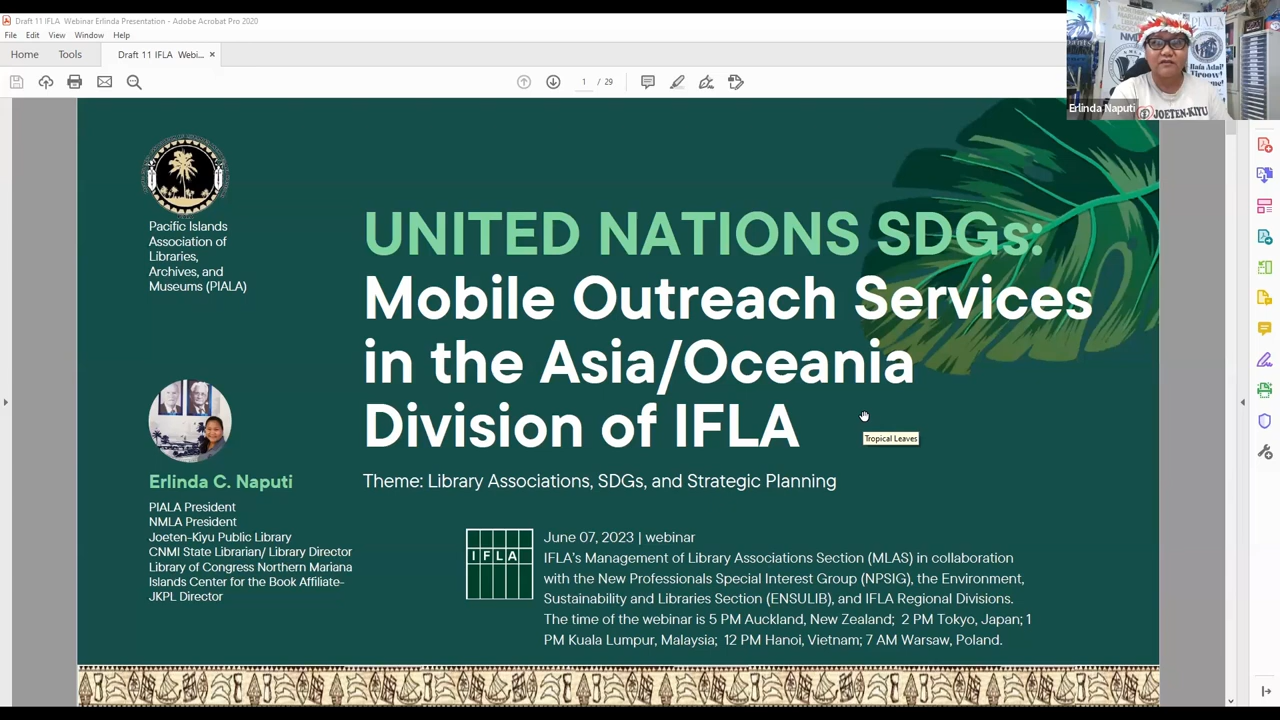 Draft 11 IFLA Webinar Erlinda Presentation - Adobe Acrobat Pro 2020
File Edit View Window Help
Home Tools Draft 11 IFLA Webi... ×
1 / 29
Erlinda Naputi
JOETEN-KIYU
Pacific Islands
Association of
Libraries,
Archives, and
Museums (PIALA)
UNITED NATIONS SDGs:
Mobile Outreach Services
in the Asia/Oceania
Division of IFLA
Tropical Leaves
Theme: Library Associations, SDGs, and Strategic Planning
Erlinda C. Naputi
PIALA President
NMLA President
Joeten-Kiyu Public Library
CNMI State Librarian/ Library Director
Library of Congress Northern Mariana
Islands Center for the Book Affiliate-
JKPL Director
IFLA
June 07, 2023 | webinar
IFLA's Management of Library Associations Section (MLAS) in collaboration
with the New Professionals Special Interest Group (NPSIG), the Environment,
Sustainability and Libraries Section (ENSULIB), and IFLA Regional Divisions.
The time of the webinar is 5 PM Auckland, New Zealand; 2 PM Tokyo, Japan; 1
PM Kuala Lumpur, Malaysia; 12 PM Hanoi, Vietnam; 7 AM Warsaw, Poland.